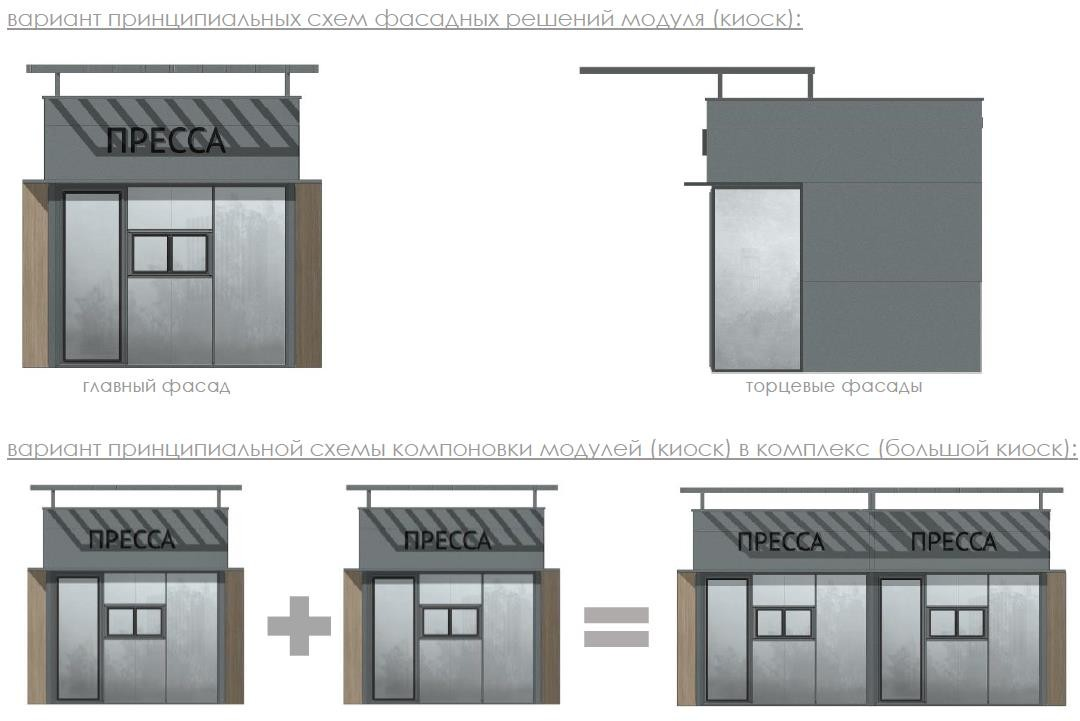 вариант принципиальных схем фасадных решений модуля (киоск):
ПРЕССА
главный фасад
торцевые фасады
вариант принципиальной схемы компоновки модулей (киоск) в комплекс (большой киоск):
ПРЕССА
ПРЕССА
ПРЕССА
ПРЕССА